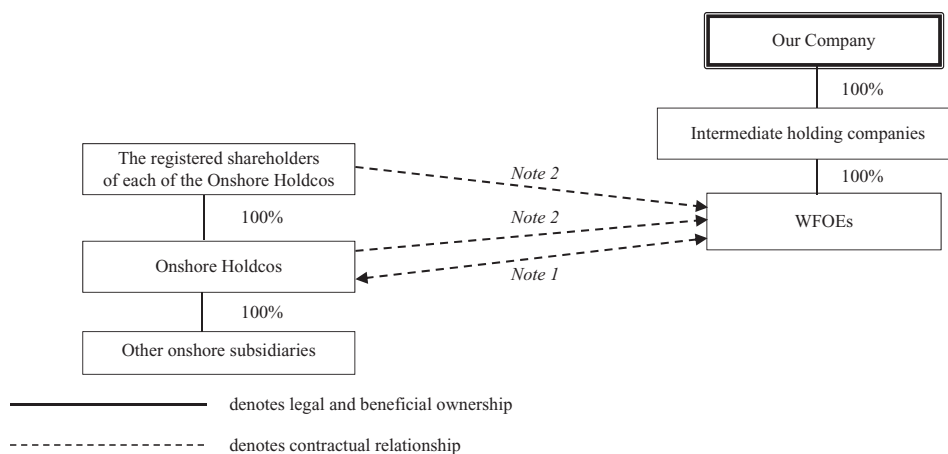 Our Company
100%
Intermediate holding companies
The registered shareholders
of each of the Onshore Holdcos
Note 2
100%
100%
Note 2
WFOEs
Onshore Holdcos
Note 1
100%
Other onshore subsidiaries
denotes legal and beneficial ownership
denotes contractual relationship